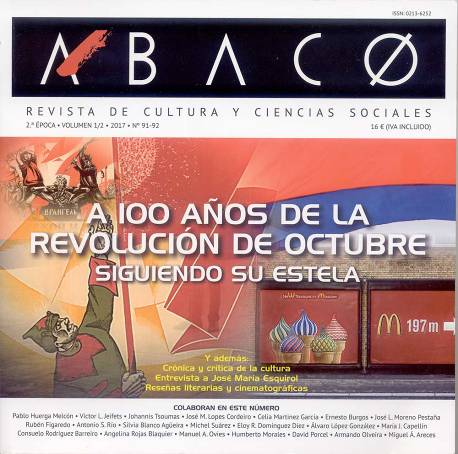 ISSN: 0213-6252
ÁBACO
REVISTA DE CULTURA Y CIENCIAS SOCIALES
2.ª ÉPOCA • VOLUMEN 1/2 • 2017 • Nº 91-92
16 € (IVA INCLUIDO)
ВРАНГЕЛЬ
A 100 AÑOS DE LA
REVOLUCIÓN DE OCTUBRE
SIGUIENDO SU ESTELA
197m
Y además:
Crónica y crítica de la cultura
Entrevista a José María Esquirol
Reseñas literarias y cinematográficas
COLABORAN EN ESTE NÚMERO
Pablo Huerga Melcón • Víctor L. Jeifets • Johannis Tsoumas • José M. Lopes Cordeiro • Celia Martínez García • Ernesto Burgos • José L. Moreno Pestaña
Rubén Figaredo • Antonio S. Río • Silvia Blanco Agüeira • Michel Suárez • Eloy R. Domínguez Díez • Álvaro López Aceves • María J. Capellín
Consuelo Rodríguez Barreiro • Angelina Rojas Blaquier • Manuel A. Ovies • Humberto Morales • David Porcel • Armando Olveira • Miguel Á. Areces